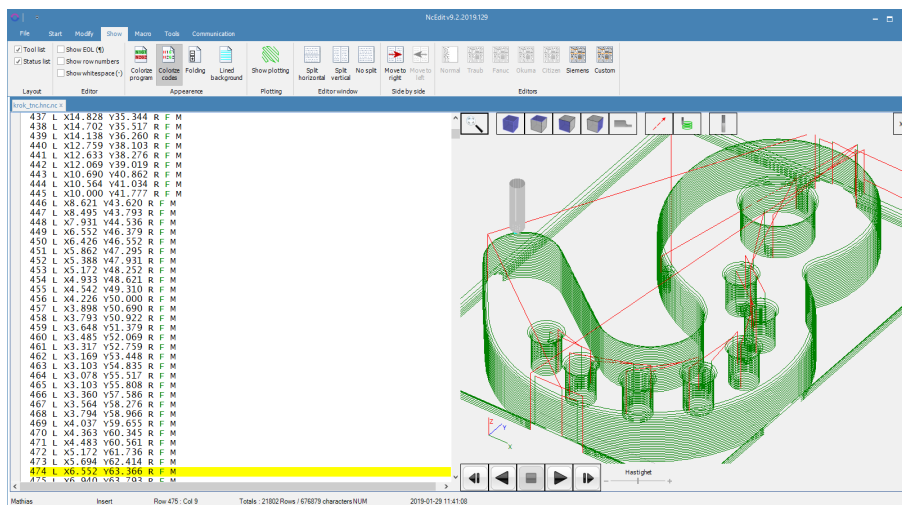 NcEdit v9.2.2019.129
File Start Modify Show Macro Tools Communication
Tool list
Status list
Layout
Show EOL (¶)
Show row numbers
Show whitespace (·)
Editor
Colorize program
Colorize codes
Folding
Lined background
Appearance
Show plotting
Plotting
Split horizontal
Split vertical
No split
Editor window
Move to right
Move to left
Side by side
Normal Traub Fanuc Okuma Citizen Siemens Custom
Editors
krok_tnc.hnc.nc ×
437 L X14.828 Y35.344 R F M
438 L X14.702 Y35.517 R F M
439 L X14.138 Y36.260 R F M
440 L X12.759 Y38.103 R F M
441 L X12.633 Y38.276 R F M
442 L X12.069 Y39.019 R F M
443 L X10.690 Y40.862 R F M
444 L X10.564 Y41.034 R F M
445 L X10.000 Y41.777 R F M
446 L X8.621 Y43.620 R F M
447 L X8.495 Y43.793 R F M
448 L X7.931 Y44.536 R F M
449 L X6.552 Y46.379 R F M
450 L X6.426 Y46.552 R F M
451 L X5.862 Y47.295 R F M
452 L X5.388 Y47.931 R F M
453 L X5.172 Y48.252 R F M
454 L X4.933 Y48.621 R F M
455 L X4.542 Y49.310 R F M
456 L X4.226 Y50.000 R F M
457 L X3.898 Y50.690 R F M
458 L X3.793 Y50.922 R F M
459 L X3.648 Y51.379 R F M
460 L X3.485 Y52.069 R F M
461 L X3.317 Y52.759 R F M
462 L X3.169 Y53.448 R F M
463 L X3.103 Y54.835 R F M
464 L X3.078 Y55.517 R F M
465 L X3.103 Y55.808 R F M
466 L X3.360 Y57.586 R F M
467 L X3.564 Y58.276 R F M
468 L X3.794 Y58.966 R F M
469 L X4.037 Y59.655 R F M
470 L X4.363 Y60.345 R F M
471 L X4.483 Y60.561 R F M
472 L X5.172 Y61.736 R F M
473 L X5.694 Y62.414 R F M
474 L X6.552 Y63.366 R F M
475 L X6.940 Y63.793 R F M
Z
Y
X
Hastighet
- +
Mathias Insert Row 475 : Col 9 Totals : 21802 Rows / 676879 characters NUM 2019-01-29 11:41:08